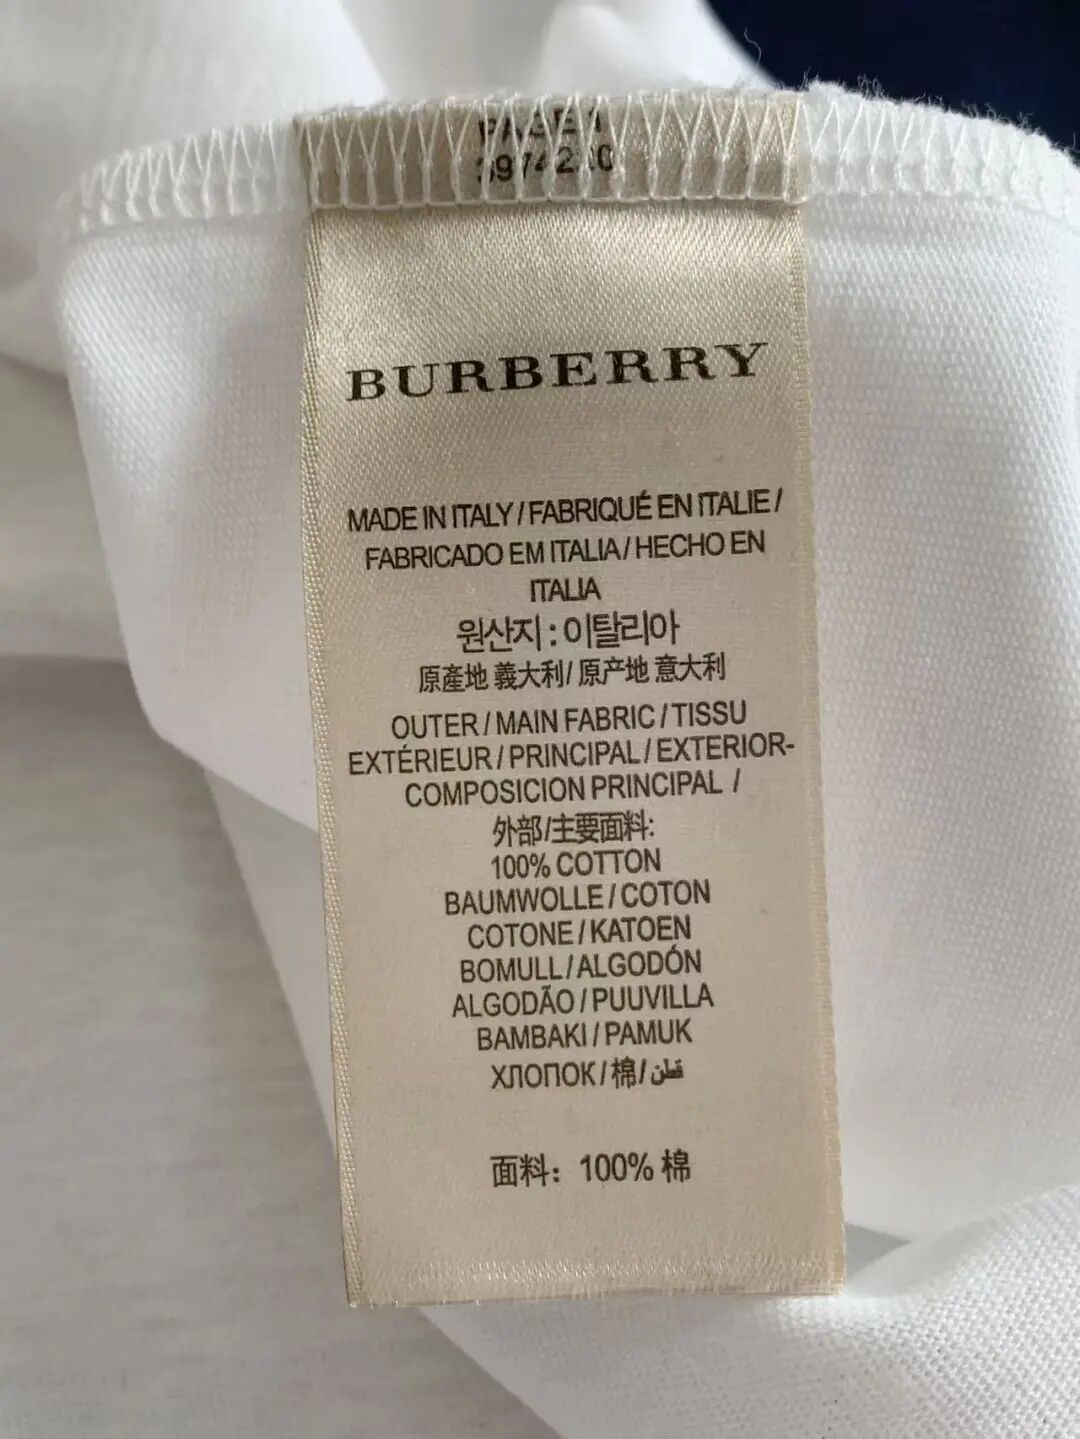 PAGE 1
3974220
BURBERRY
MADE IN ITALY / FABRIQUÉ EN ITALIE /
FABRICADO EM ITALIA / HECHO EN
ITALIA
원산지 : 이탈리아
原產地 義大利 / 原产地 意大利
OUTER / MAIN FABRIC / TISSU
EXTÉRIEUR / PRINCIPAL / EXTERIOR-
COMPOSICION PRINCIPAL /
外部/主要面料:
100% COTTON
BAUMWOLLE / COTON
COTONE / KATOEN
BOMULL / ALGODÓN
ALGODÃO / PUUVILLA
BAMBAKI / PAMUK
ХЛОПОК / 棉 / قطن
面料：100% 棉